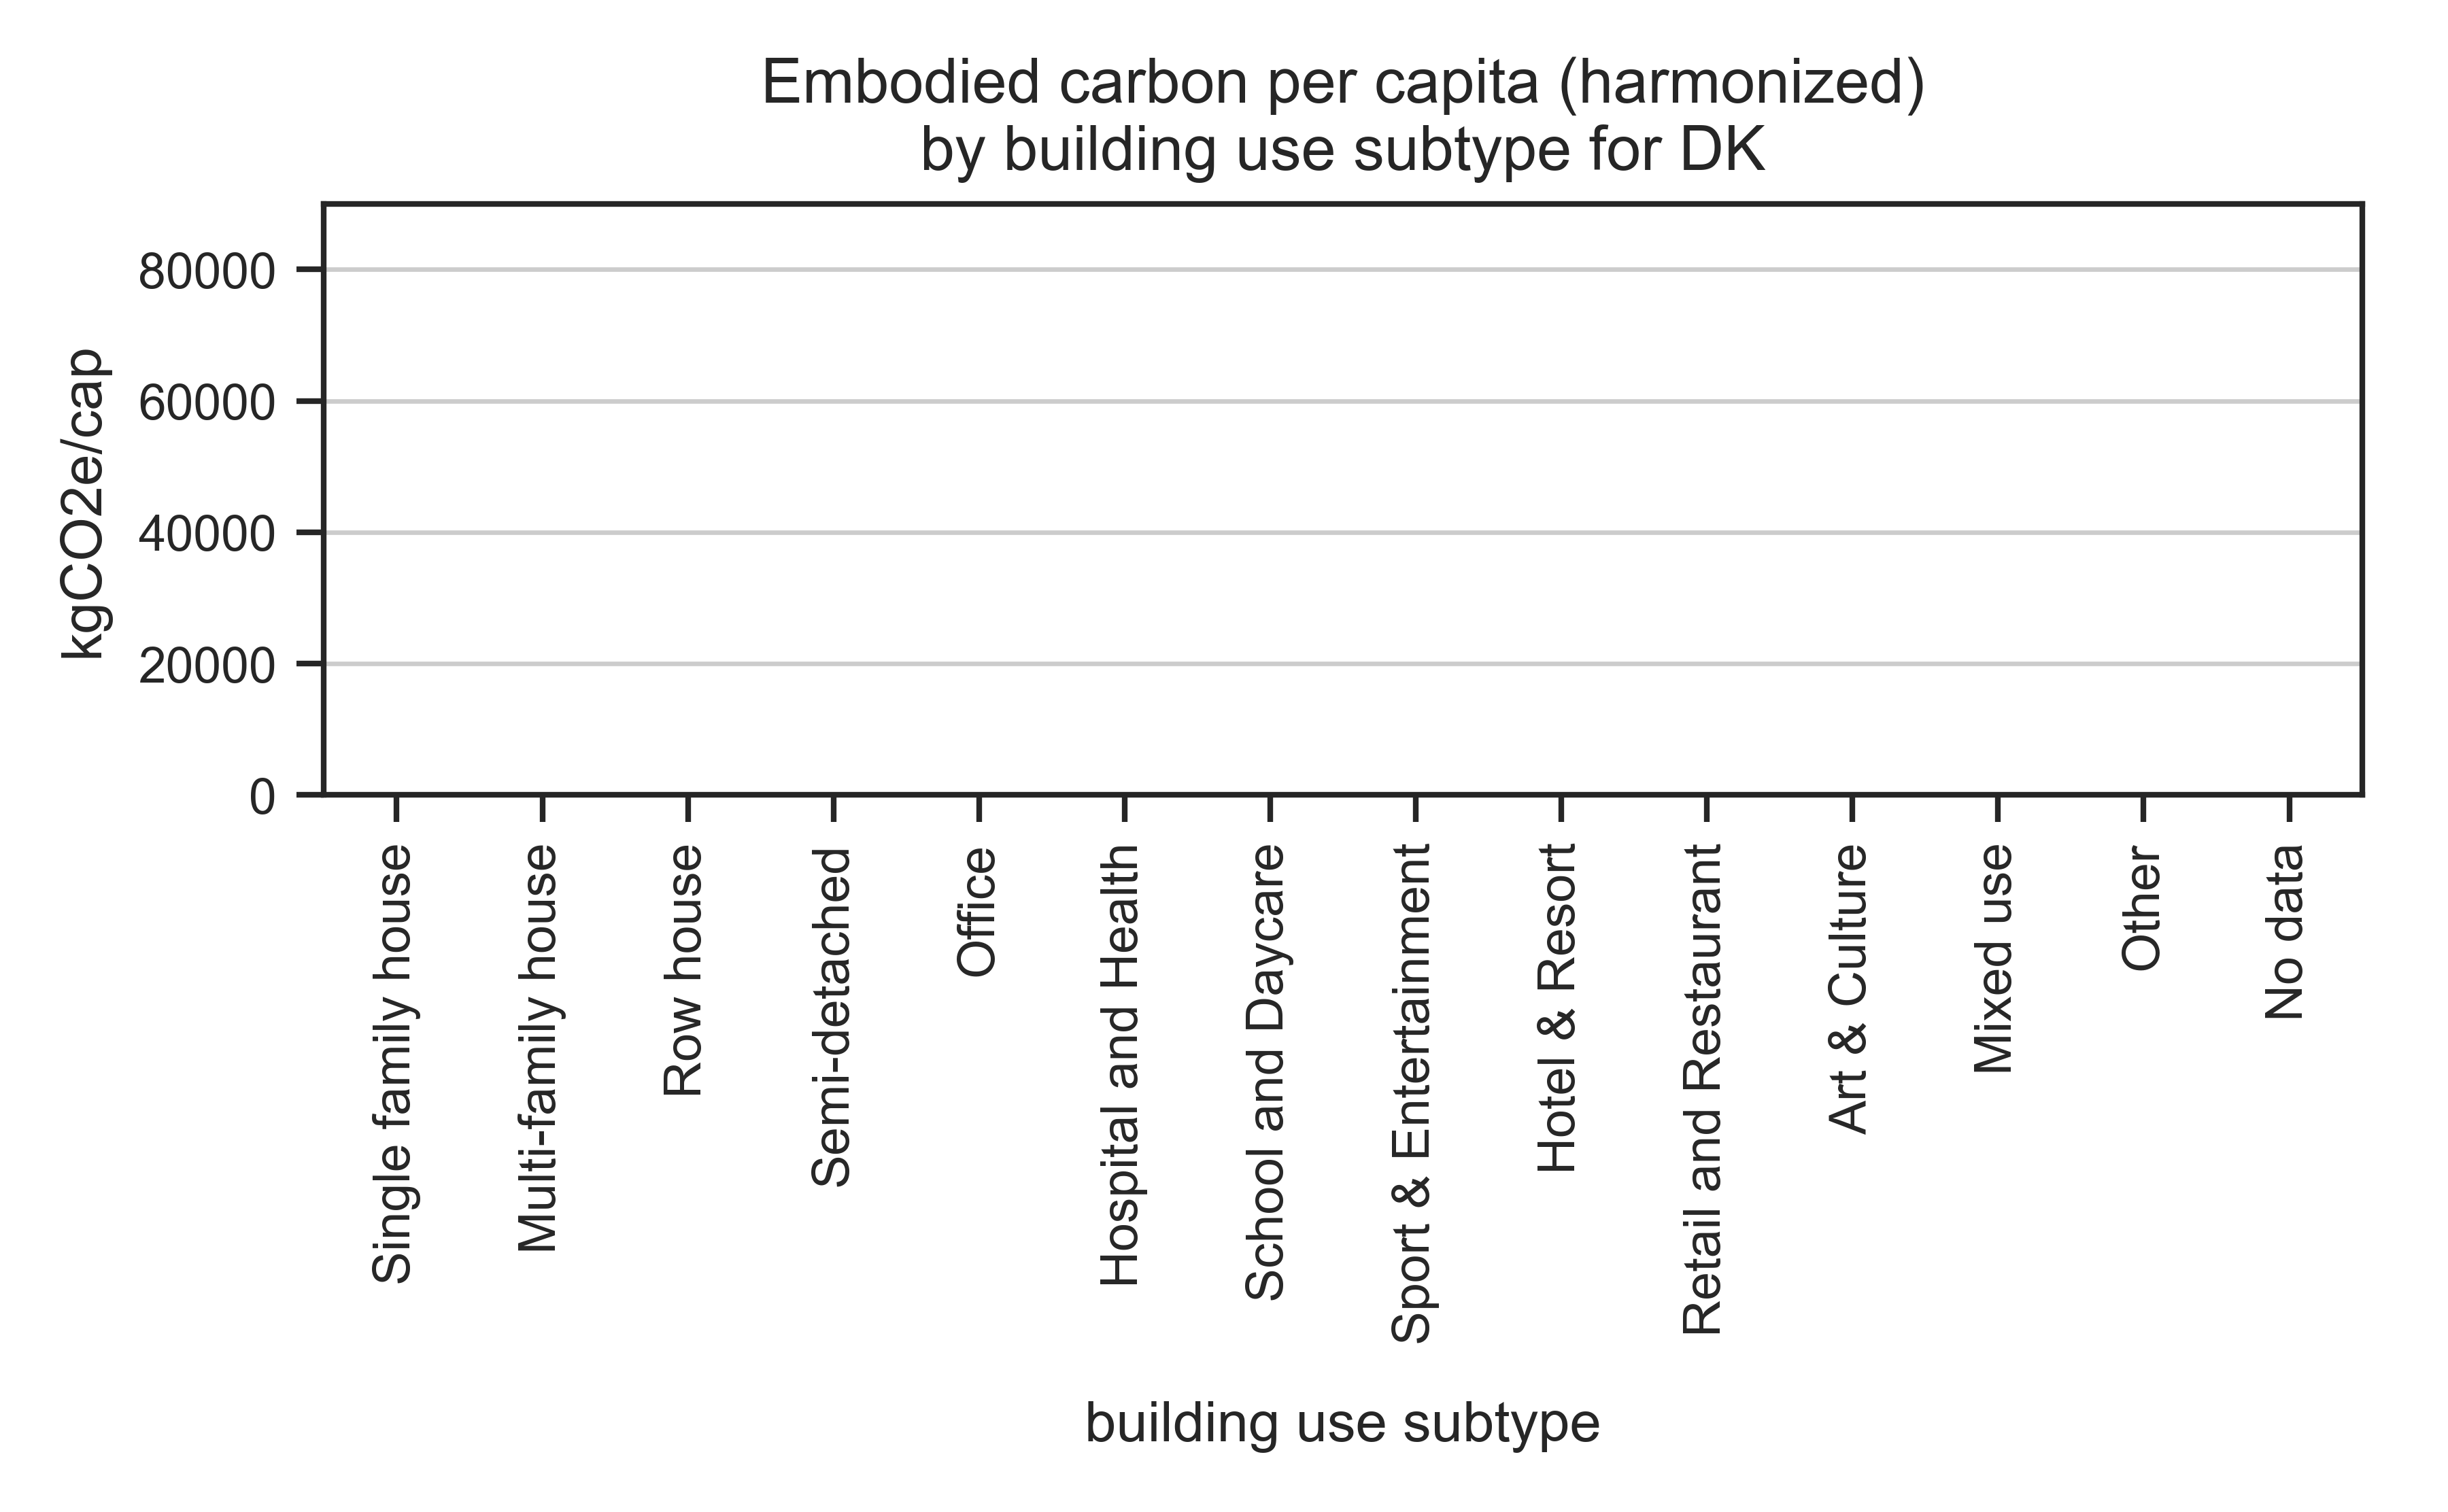 Embodied carbon per capita (harmonized)
by building use subtype for DK
kgCO2e/cap
80000
60000
40000
20000
0
Single family house
Multi-family house
Row house
Semi-detached
Office
Hospital and Health
School and Daycare
Sport & Entertainment
Hotel & Resort
Retail and Restaurant
Art & Culture
Mixed use
Other
No data
building use subtype